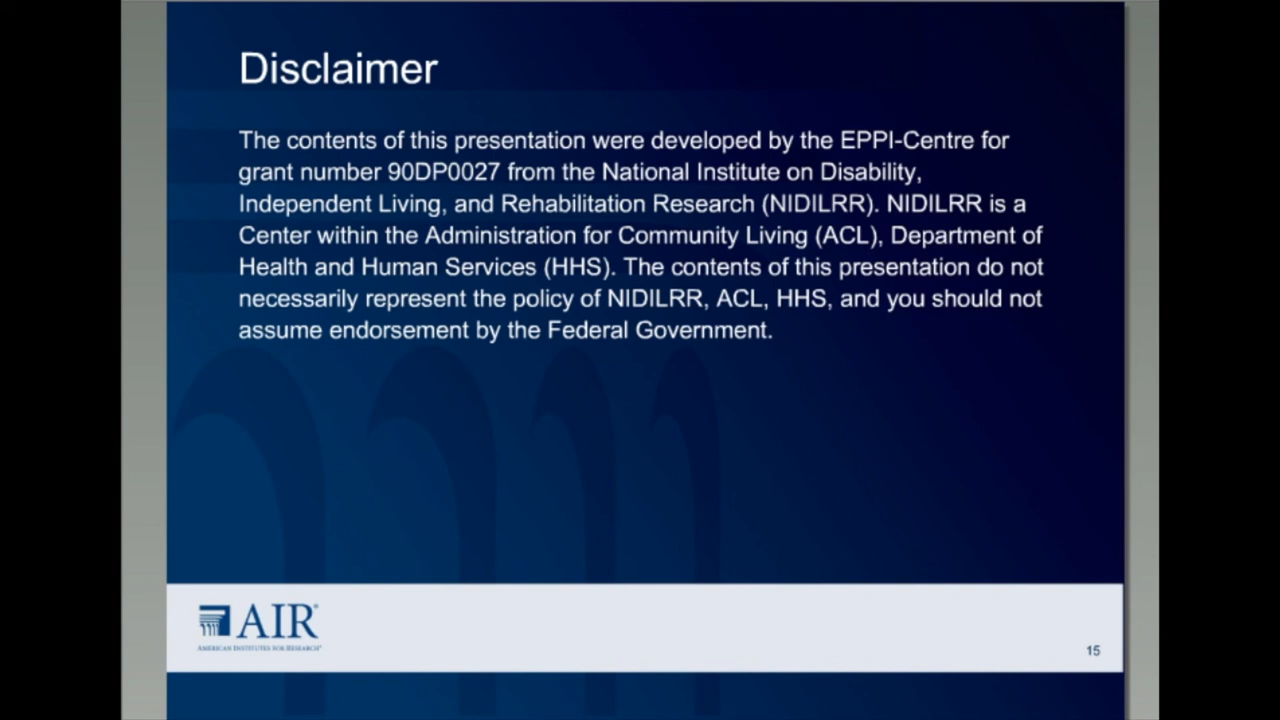 Disclaimer
The contents of this presentation were developed by the EPPI-Centre for
grant number 90DP0027 from the National Institute on Disability,
Independent Living, and Rehabilitation Research (NIDILRR). NIDILRR is a
Center within the Administration for Community Living (ACL), Department of
Health and Human Services (HHS). The contents of this presentation do not
necessarily represent the policy of NIDILRR, ACL, HHS, and you should not
assume endorsement by the Federal Government.
AIR®
AMERICAN INSTITUTES FOR RESEARCH®
15